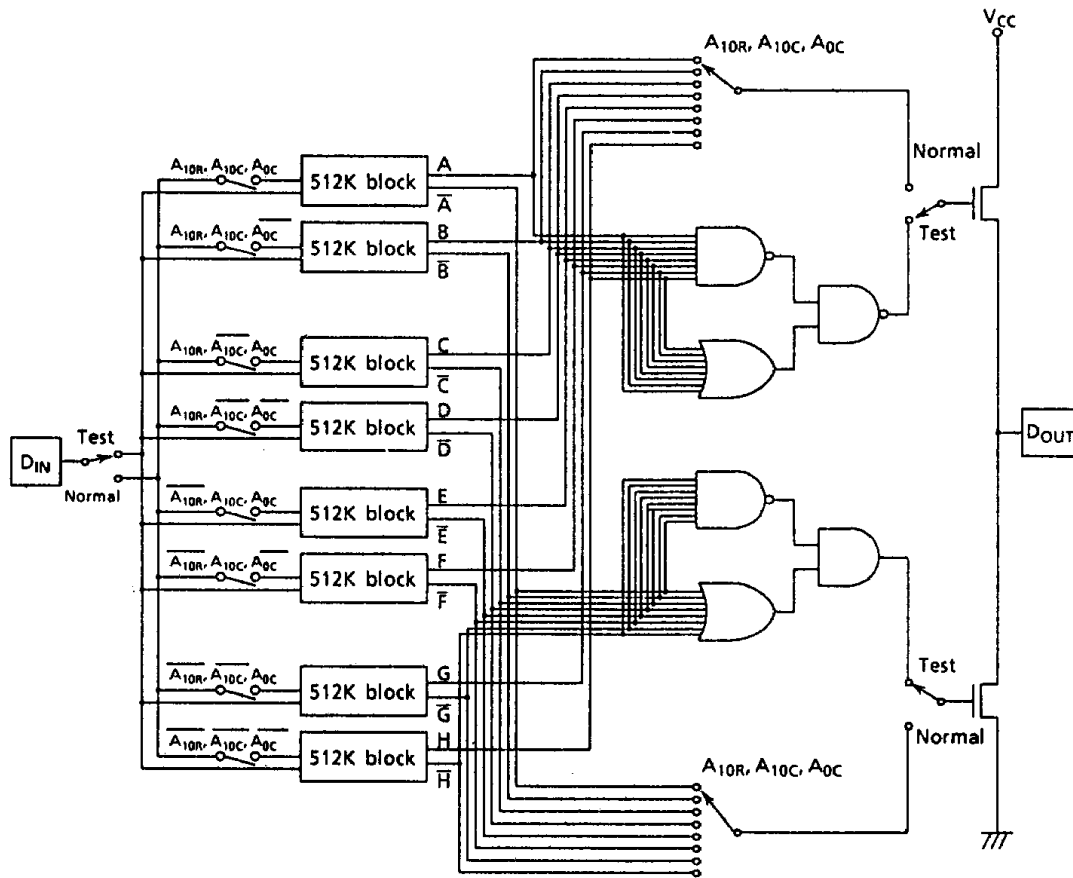 V_CC
A_10R, A_10C, A_0C
Normal
Test
A_10R, A_10C, A_0C
512K block
A
A̅
A_10R, A_10C, A̅_0C̅
512K block
B
B̅
A_10R, A̅_10C̅, A_0C
512K block
C
C̅
A_10R, A̅_10C̅, A̅_0C̅
512K block
D
D̅
D_IN
Test
Normal
D_OUT
A̅_10R̅, A_10C, A_0C
512K block
E
E̅
A̅_10R̅, A_10C, A̅_0C̅
512K block
F
F̅
A̅_10R̅, A̅_10C̅, A_0C
512K block
G
G̅
A̅_10R̅, A̅_10C̅, A̅_0C̅
512K block
H
H̅
Test
Normal
A_10R, A_10C, A_0C